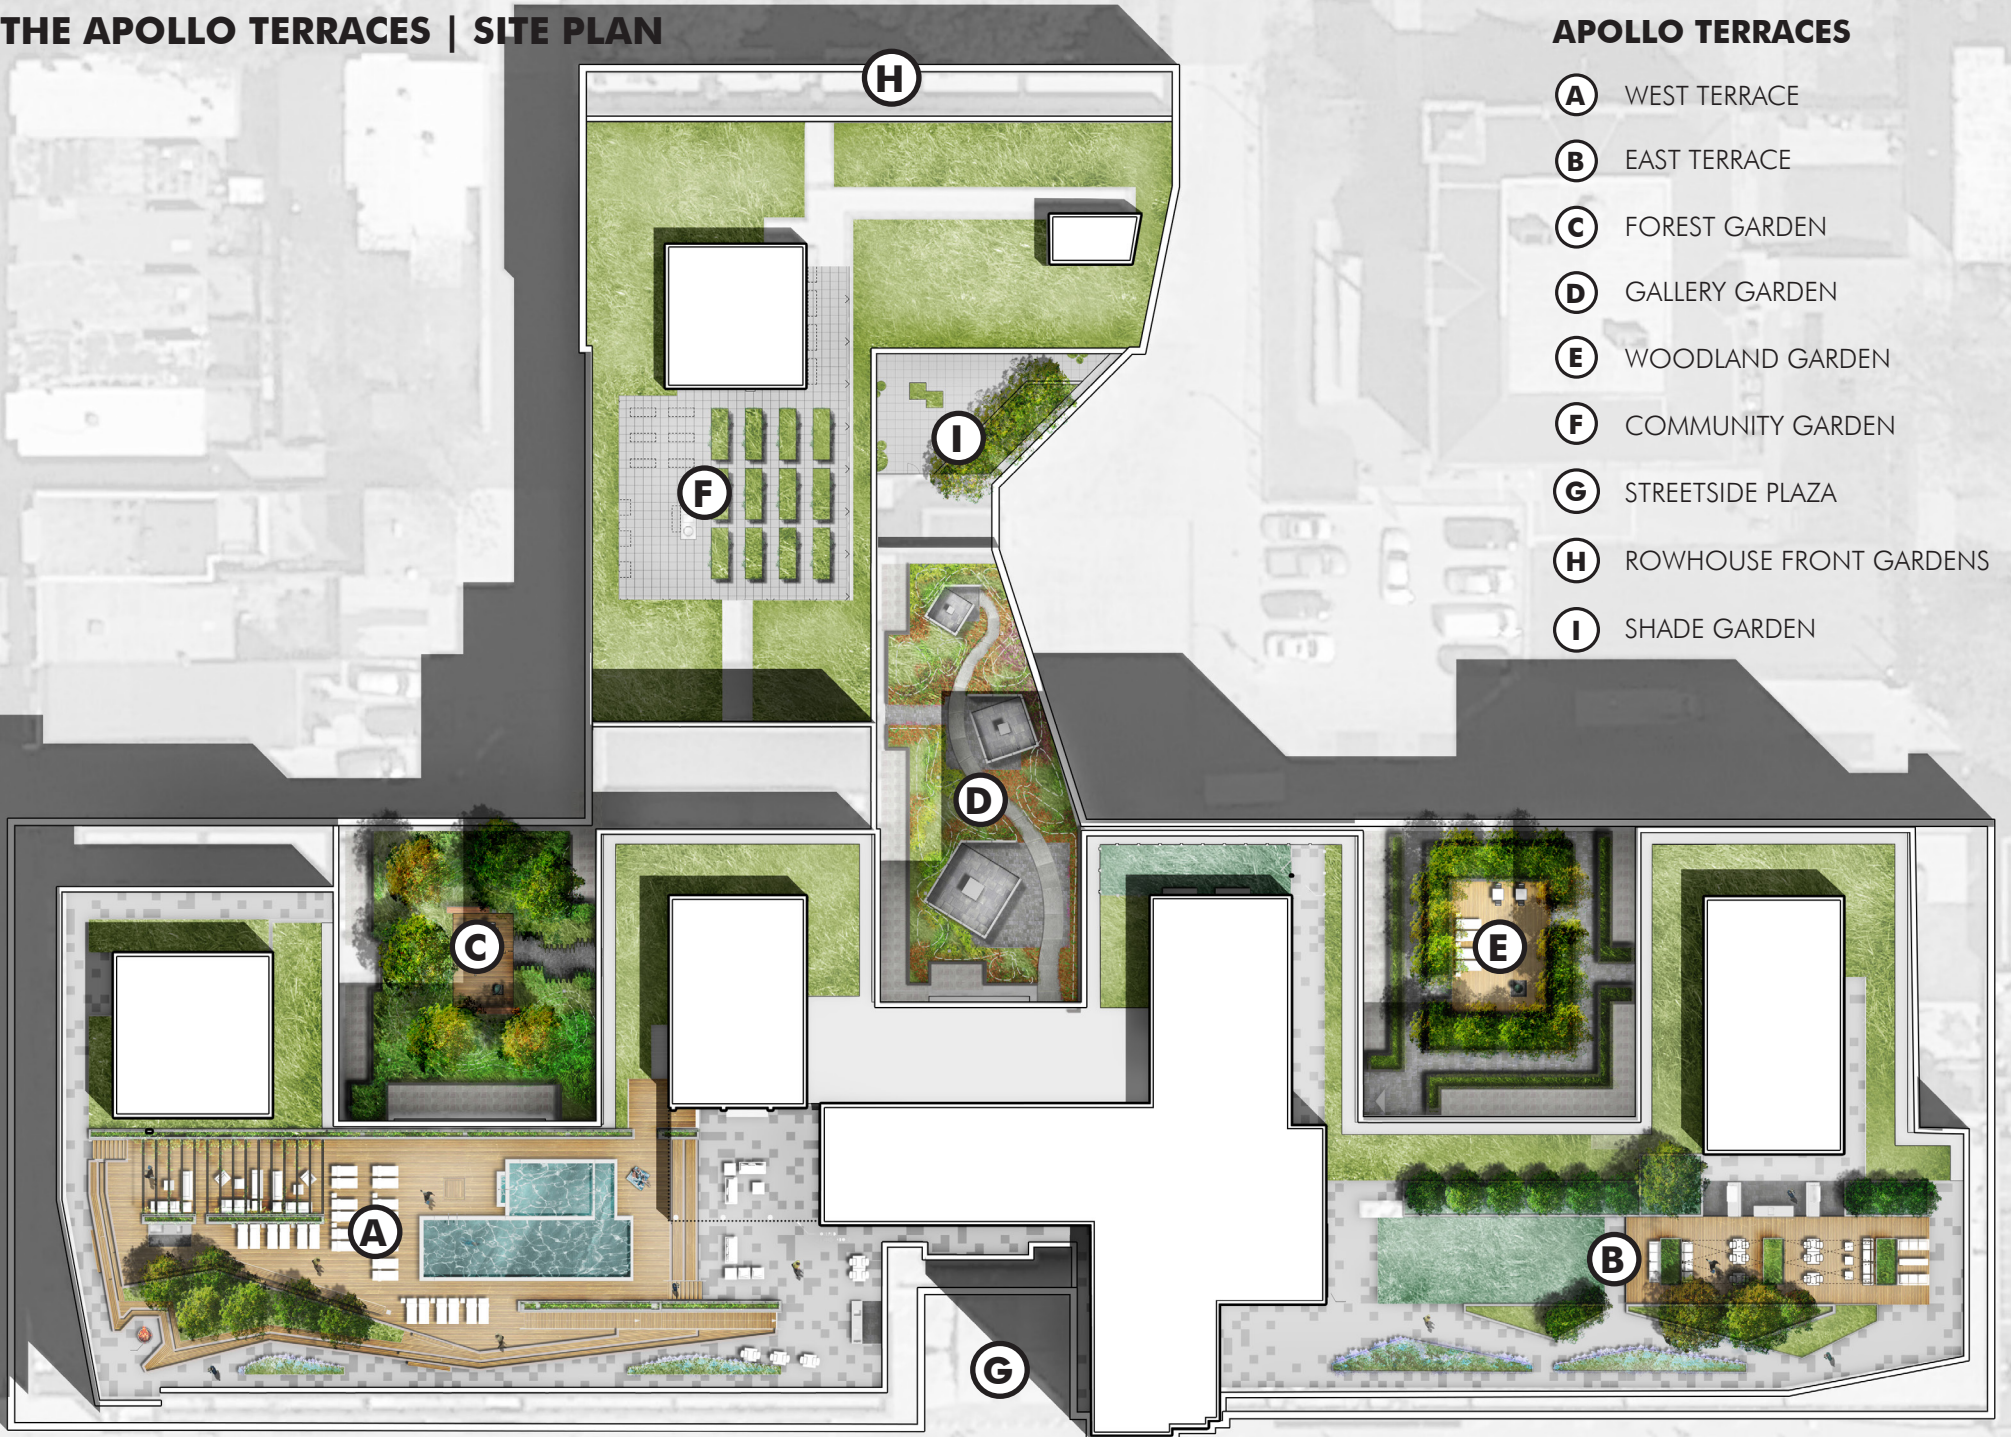 THE APOLLO TERRACES | SITE PLAN
APOLLO TERRACES
A WEST TERRACE
B EAST TERRACE
C FOREST GARDEN
D GALLERY GARDEN
E WOODLAND GARDEN
F COMMUNITY GARDEN
G STREETSIDE PLAZA
H ROWHOUSE FRONT GARDENS
I SHADE GARDEN
H
I
F
D
C
E
A
B
G